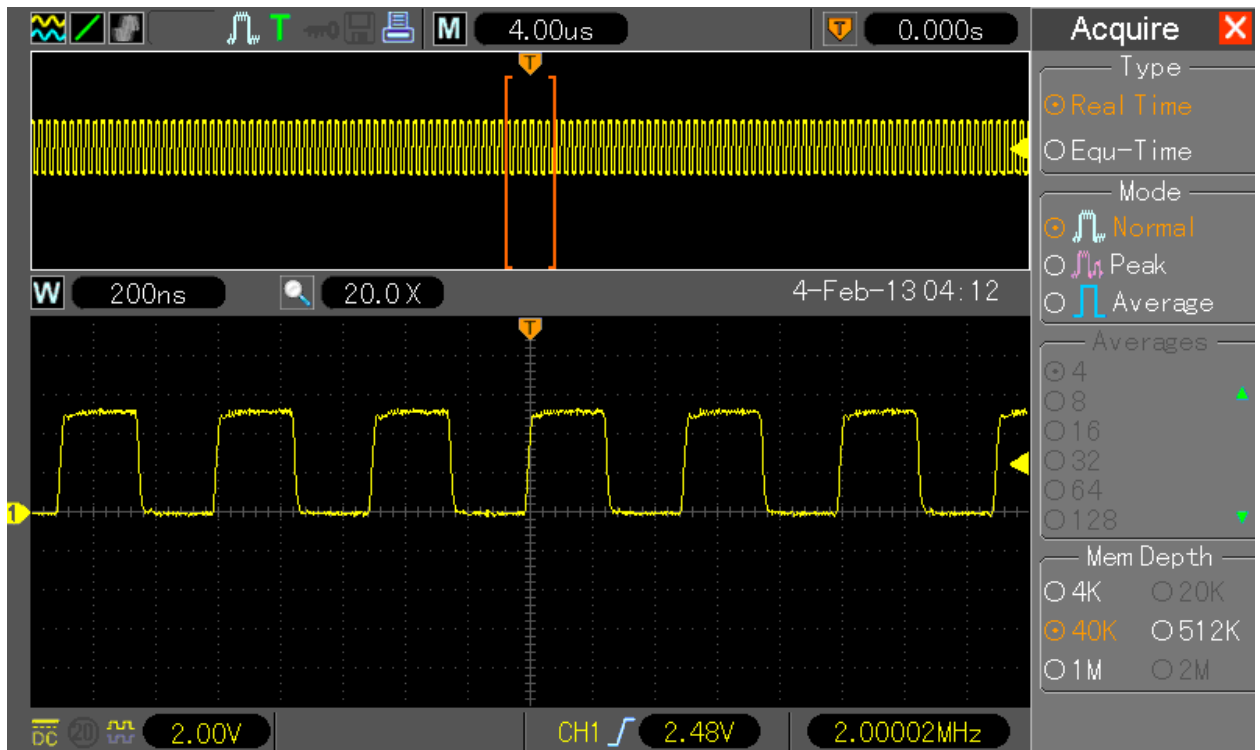 T M 4.00us T 0.000s
Acquire
Type
Real Time
Equ-Time
Mode
Normal
Peak
Average
Averages
4
8
16
32
64
128
Mem Depth
4K 20K
40K 512K
1M 2M
T
W 200ns 20.0X 4-Feb-13 04:12
T
1
DC 2D 2.00V CH1 2.48V 2.00002MHz